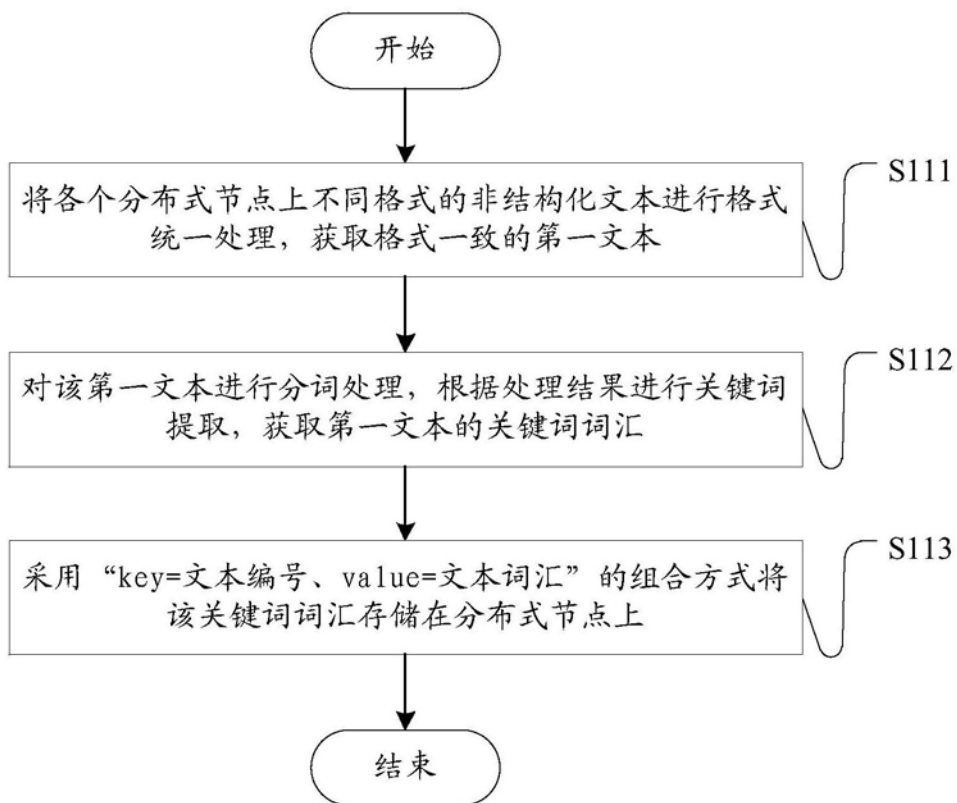 开始
S111
将各个分布式节点上不同格式的非结构化文本进行格式
统一处理，获取格式一致的第一文本
S112
对该第一文本进行分词处理，根据处理结果进行关键词
提取，获取第一文本的关键词词汇
S113
采用“key=文本编号、value=文本词汇”的组合方式将
该关键词词汇存储在分布式节点上
结束